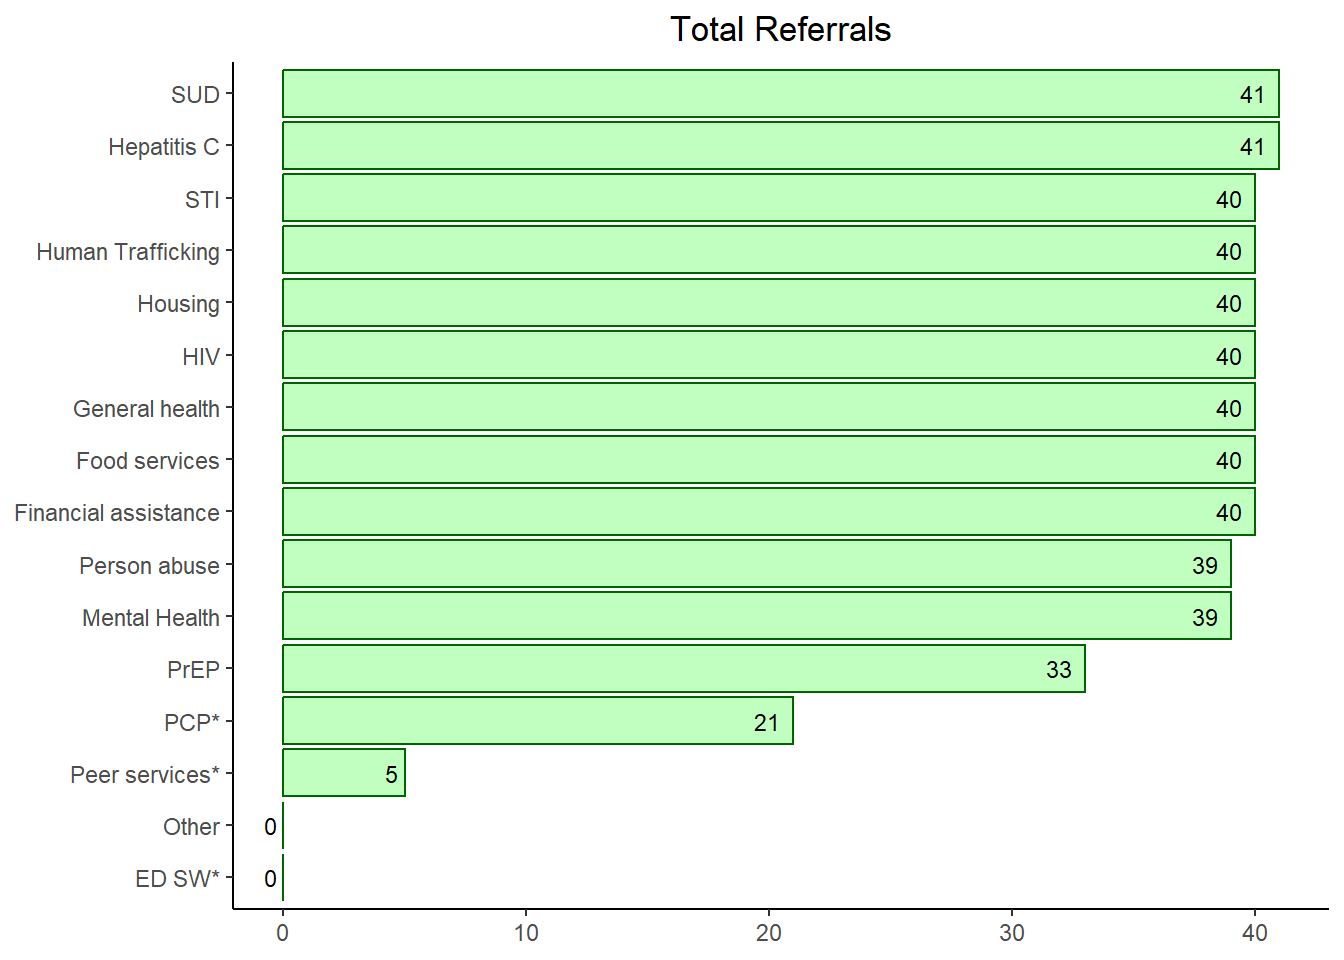 Total Referrals
SUD 41
Hepatitis C 41
STI 40
Human Trafficking 40
Housing 40
HIV 40
General health 40
Food services 40
Financial assistance 40
Person abuse 39
Mental Health 39
PrEP 33
PCP* 21
Peer services* 5
Other 0
ED SW* 0
0 10 20 30 40